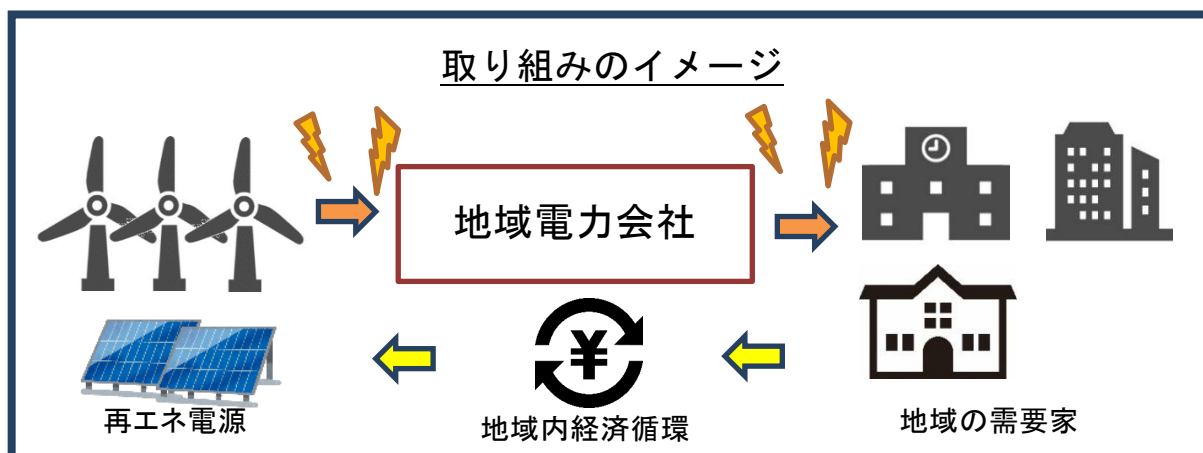 取り組みのイメージ
地域電力会社
¥
再エネ電源
地域内経済循環
地域の需要家